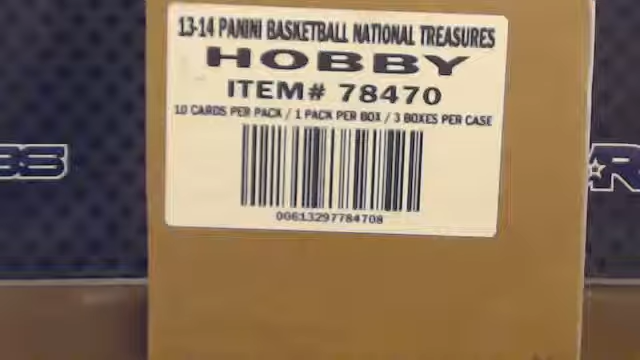 13-14 PANINI BASKETBALL NATIONAL TREASURES
HOBBY
ITEM# 78470
10 CARDS PER PACK / 1 PACK PER BOX / 3 BOXES PER CASE
00613297784708